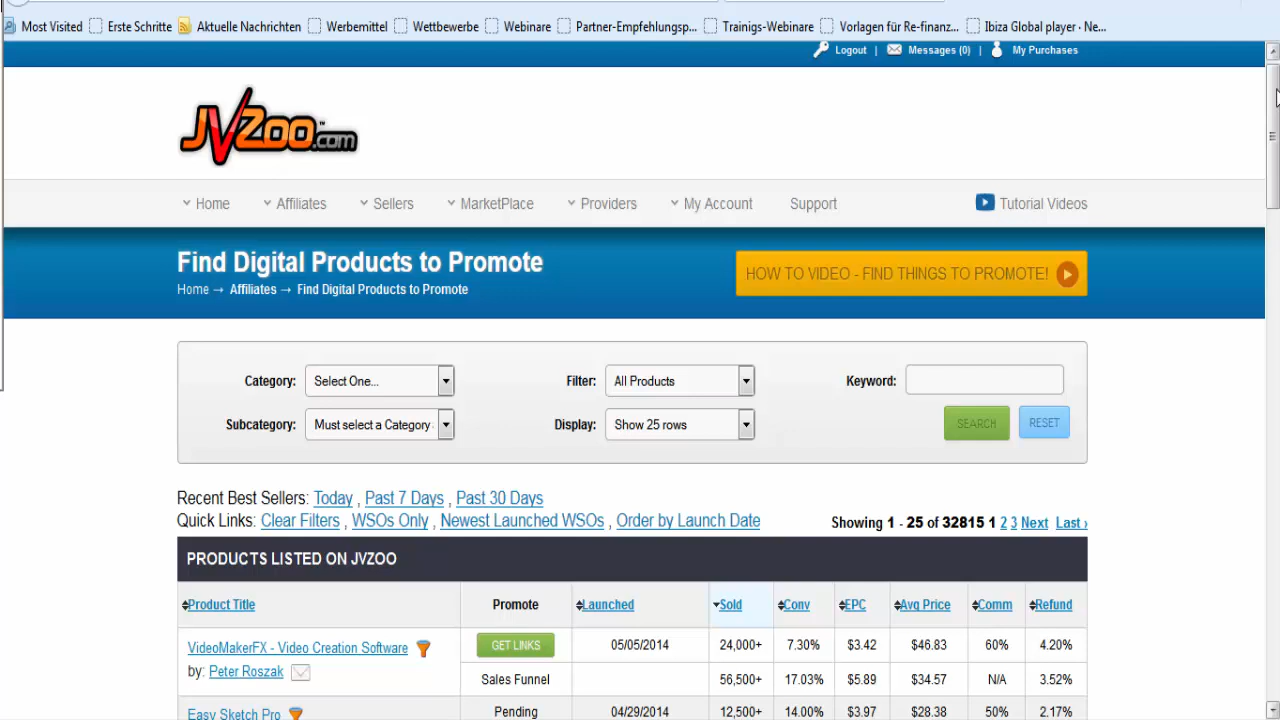 Most Visited Erste Schritte Aktuelle Nachrichten Werbemittel Wettbewerbe Webinare Partner-Empfehlungsp... Trainigs-Webinare Vorlagen für Re-finanz... Ibiza Global player · Ne...
Logout | Messages (0) | My Purchases
JVZoo.com™
Home Affiliates Sellers MarketPlace Providers My Account Support Tutorial Videos
Find Digital Products to Promote
HOW TO VIDEO - FIND THINGS TO PROMOTE!
Home → Affiliates → Find Digital Products to Promote
Category: Select One... Filter: All Products Keyword:
Subcategory: Must select a Category Display: Show 25 rows SEARCH RESET
Recent Best Sellers: Today , Past 7 Days , Past 30 Days
Quick Links: Clear Filters , WSOs Only , Newest Launched WSOs , Order by Launch Date Showing 1 - 25 of 32815 1 2 3 Next Last ›
PRODUCTS LISTED ON JVZOO
Product Title Promote Launched Sold Conv EPC Avg Price Comm Refund
VideoMakerFX - Video Creation Software GET LINKS 05/05/2014 24,000+ 7.30% $3.42 $46.83 60% 4.20%
by: Peter Roszak Sales Funnel 56,500+ 17.03% $5.89 $34.57 N/A 3.52%
Easy Sketch Pro Pending 04/29/2014 12,500+ 14.00% $3.97 $28.38 50% 2.17%